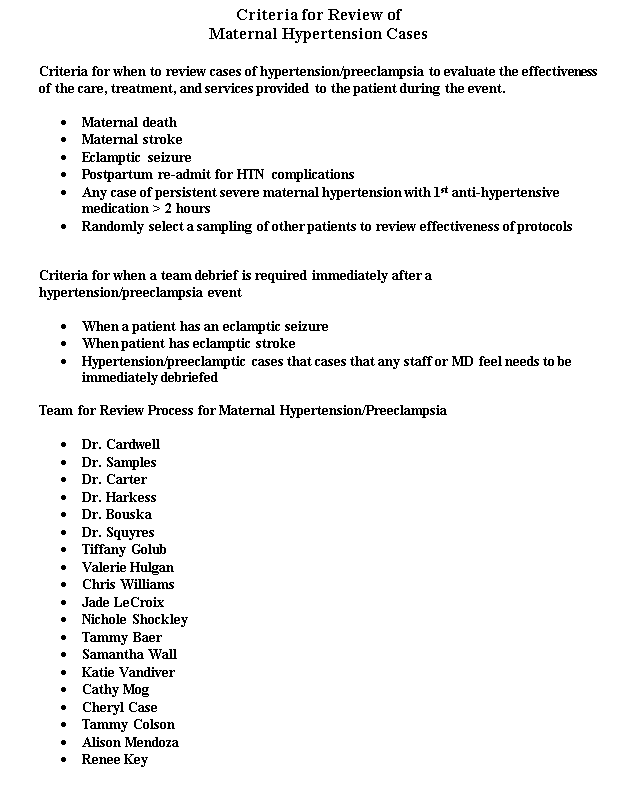 Criteria for Review of
Maternal Hypertension Cases
Criteria for when to review cases of hypertension/preeclampsia to evaluate the effectiveness
of the care, treatment, and services provided to the patient during the event.
• Maternal death
• Maternal stroke
• Eclamptic seizure
• Postpartum re-admit for HTN complications
• Any case of persistent severe maternal hypertension with 1st anti-hypertensive
medication > 2 hours
• Randomly select a sampling of other patients to review effectiveness of protocols
Criteria for when a team debrief is required immediately after a
hypertension/preeclampsia event
• When a patient has an eclamptic seizure
• When patient has eclamptic stroke
• Hypertension/preeclamptic cases that cases that any staff or MD feel needs to be
immediately debriefed
Team for Review Process for Maternal Hypertension/Preeclampsia
• Dr. Cardwell
• Dr. Samples
• Dr. Carter
• Dr. Harkess
• Dr. Bouska
• Dr. Squyres
• Tiffany Golub
• Valerie Hulgan
• Chris Williams
• Jade LeCroix
• Nichole Shockley
• Tammy Baer
• Samantha Wall
• Katie Vandiver
• Cathy Mog
• Cheryl Case
• Tammy Colson
• Alison Mendoza
• Renee Key